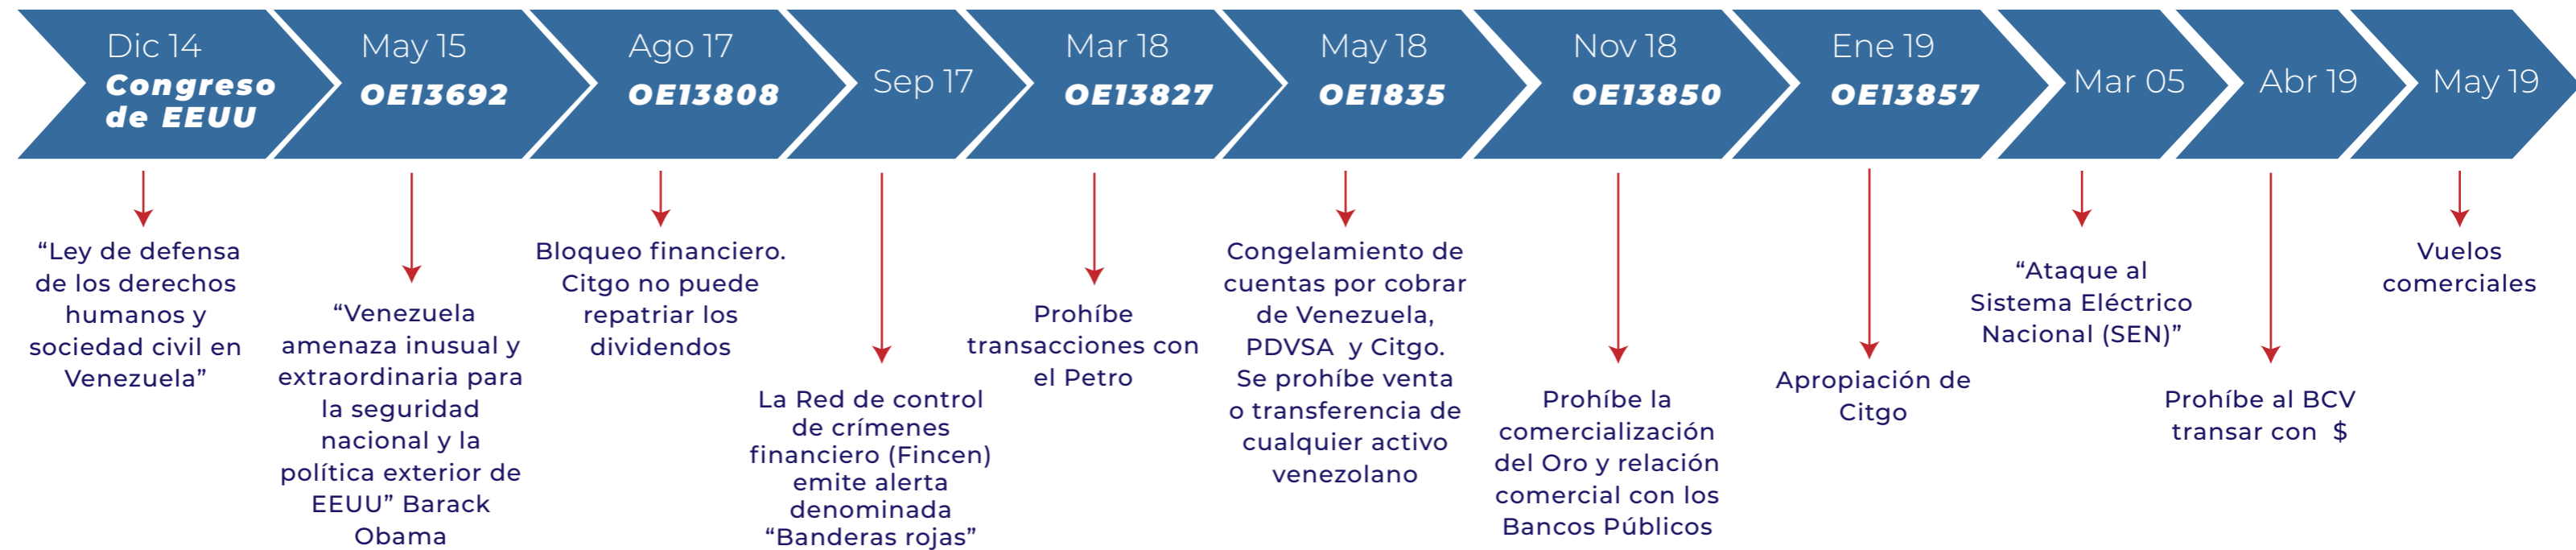 Dic 14
Congreso
de EEUU
May 15
OE13692
Ago 17
OE13808
Sep 17
Mar 18
OE13827
May 18
OE1835
Nov 18
OE13850
Ene 19
OE13857
Mar 05
Abr 19
May 19
“Ley de defensa
de los derechos
humanos y
sociedad civil en
Venezuela”
“Venezuela
amenaza inusual y
extraordinaria para
la seguridad
nacional y la
política exterior de
EEUU” Barack
Obama
Bloqueo financiero.
Citgo no puede
repatriar los
dividendos
La Red de control
de crímenes
financiero (Fincen)
emite alerta
denominada
“Banderas rojas”
Prohíbe
transacciones con
el Petro
Congelamiento de
cuentas por cobrar
de Venezuela,
PDVSA y Citgo.
Se prohíbe venta
o transferencia de
cualquier activo
venezolano
Prohíbe la
comercialización
del Oro y relación
comercial con los
Bancos Públicos
Apropiación de
Citgo
“Ataque al
Sistema Eléctrico
Nacional (SEN)”
Prohíbe al BCV
transar con $
Vuelos
comerciales